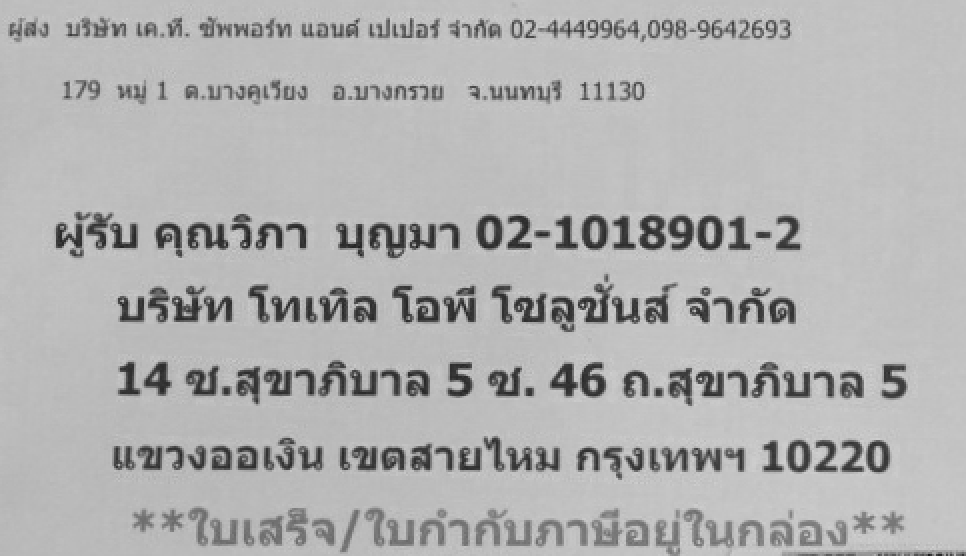 ผู้ส่ง บริษัท เค.ที. ซัพพอร์ท แอนด์ เปเปอร์ จำกัด 02-4449964,098-9642693
179 หมู่ 1 ต.บางคูเวียง อ.บางกรวย จ.นนทบุรี 11130
ผู้รับ คุณวิภา บุญมา 02-1018901-2
บริษัท โทเทิล โอพี โซลูชั่นส์ จำกัด
14 ซ.สุขาภิบาล 5 ซ. 46 ถ.สุขาภิบาล 5
แขวงออเงิน เขตสายไหม กรุงเทพฯ 10220
**ใบเสร็จ/ใบกำกับภาษีอยู่ในกล่อง**